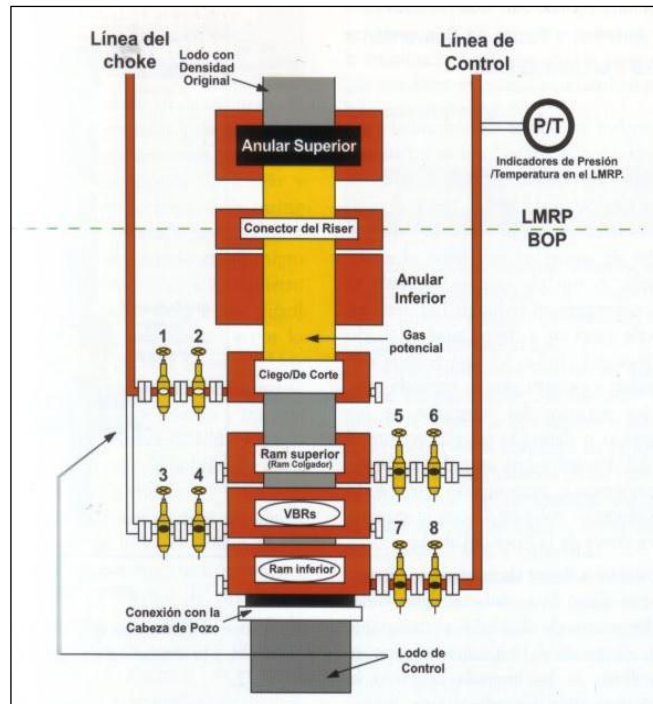 Línea del
choke
Lodo con
Densidad
Original
Línea de
Control
P/T
Indicadores de Presión
/Temperatura en el LMRP.
Anular Superior
Conector del Riser
LMRP
BOP
Anular
Inferior
Gas
potencial
1 2
Ciego/De Corte
5 6
Ram superior
(Ram Colgador)
3 4
VBRs
7 8
Ram inferior
Conexión con la
Cabeza de Pozo
Lodo de
Control